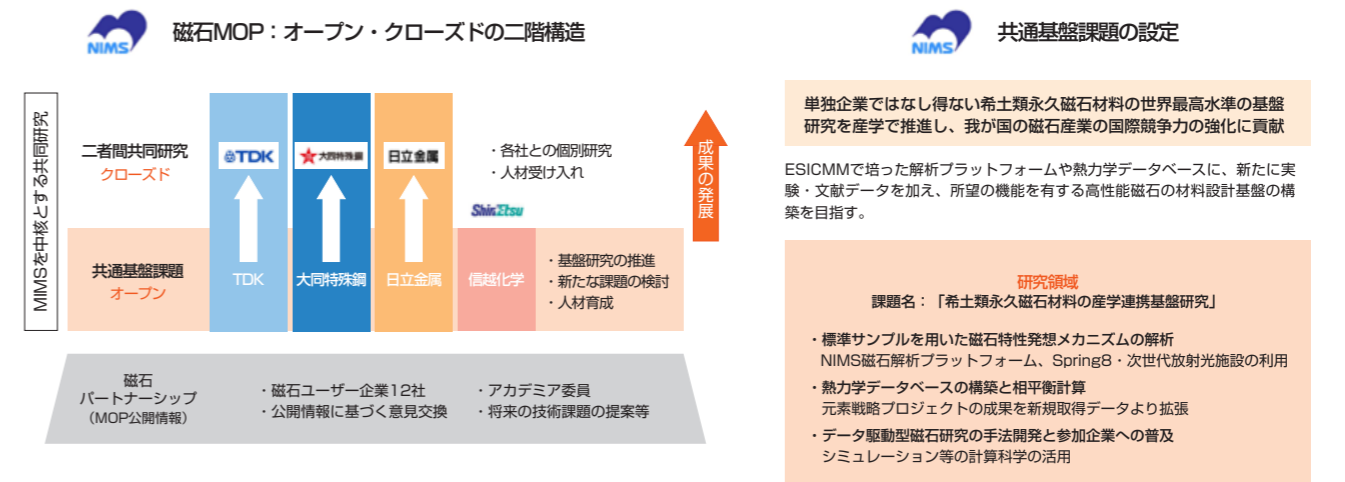 NIMS
磁石MOP：オープン・クローズドの二階構造
MIMSを中核とする共同研究
二者間共同研究
クローズド
TDK
大同特殊鋼
日立金属
・各社との個別研究
・人材受け入れ
ShinEtsu
成果の発展
共通基盤課題
オープン
TDK
大同特殊鋼
日立金属
信越化学
・基盤研究の推進
・新たな課題の検討
・人材育成
磁石
パートナーシップ
（MOP公開情報）
・磁石ユーザー企業12社
・公開情報に基づく意見交換
・アカデミア委員
・将来の技術課題の提案等
NIMS
共通基盤課題の設定
単独企業ではなし得ない希土類永久磁石材料の世界最高水準の基盤
研究を産学で推進し、我が国の磁石産業の国際競争力の強化に貢献
ESICMMで培った解析プラットフォームや熱力学データベースに、新たに実
験・文献データを加え、所望の機能を有する高性能磁石の材料設計基盤の構
築を目指す。
研究領域
課題名：「希土類永久磁石材料の産学連携基盤研究」
・標準サンプルを用いた磁石特性発想メカニズムの解析
NIMS磁石解析プラットフォーム、Spring8・次世代放射光施設の利用
・熱力学データベースの構築と相平衡計算
元素戦略プロジェクトの成果を新規取得データより拡張
・データ駆動型磁石研究の手法開発と参加企業への普及
シミュレーション等の計算科学の活用